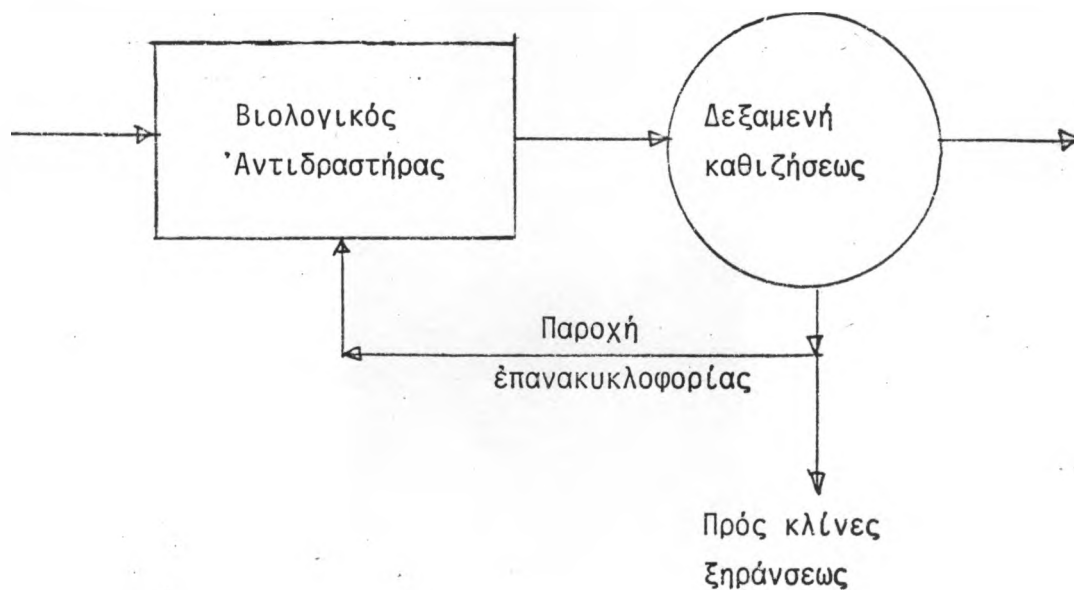 Βιολογικός
Ἀντιδραστήρας
Δεξαμενή
καθιζήσεως
Παροχή
ἐπανακυκλοφορίας
Πρός κλίνες
ξηράνσεως